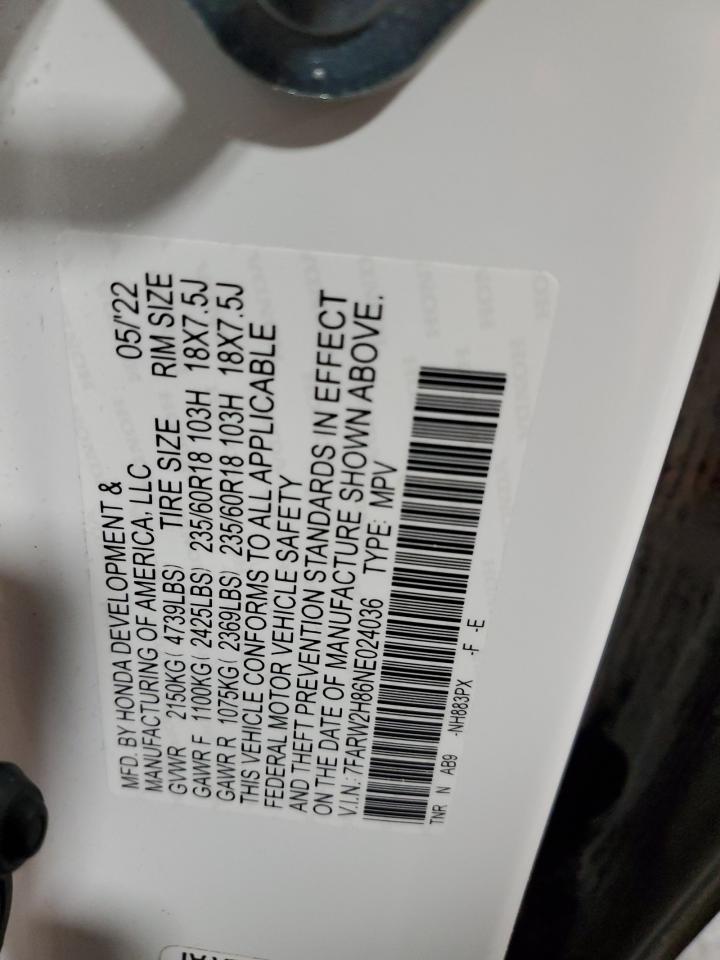 MFD. BY HONDA DEVELOPMENT & 05/'22
MANUFACTURING OF AMERICA, LLC
GVWR 2150KG( 4739LBS) TIRE SIZE RIM SIZE
GAWR F 1100KG( 2425LBS) 235/60R18 103H 18X7.5J
GAWR R 1075KG( 2369LBS) 235/60R18 103H 18X7.5J
THIS VEHICLE CONFORMS TO ALL APPLICABLE
FEDERAL MOTOR VEHICLE SAFETY
AND THEFT PREVENTION STANDARDS IN EFFECT
ON THE DATE OF MANUFACTURE SHOWN ABOVE.
V.I.N.: 7FARW2H86NE024036 TYPE: MPV
TNR N AB9 -NH883PX -F -E